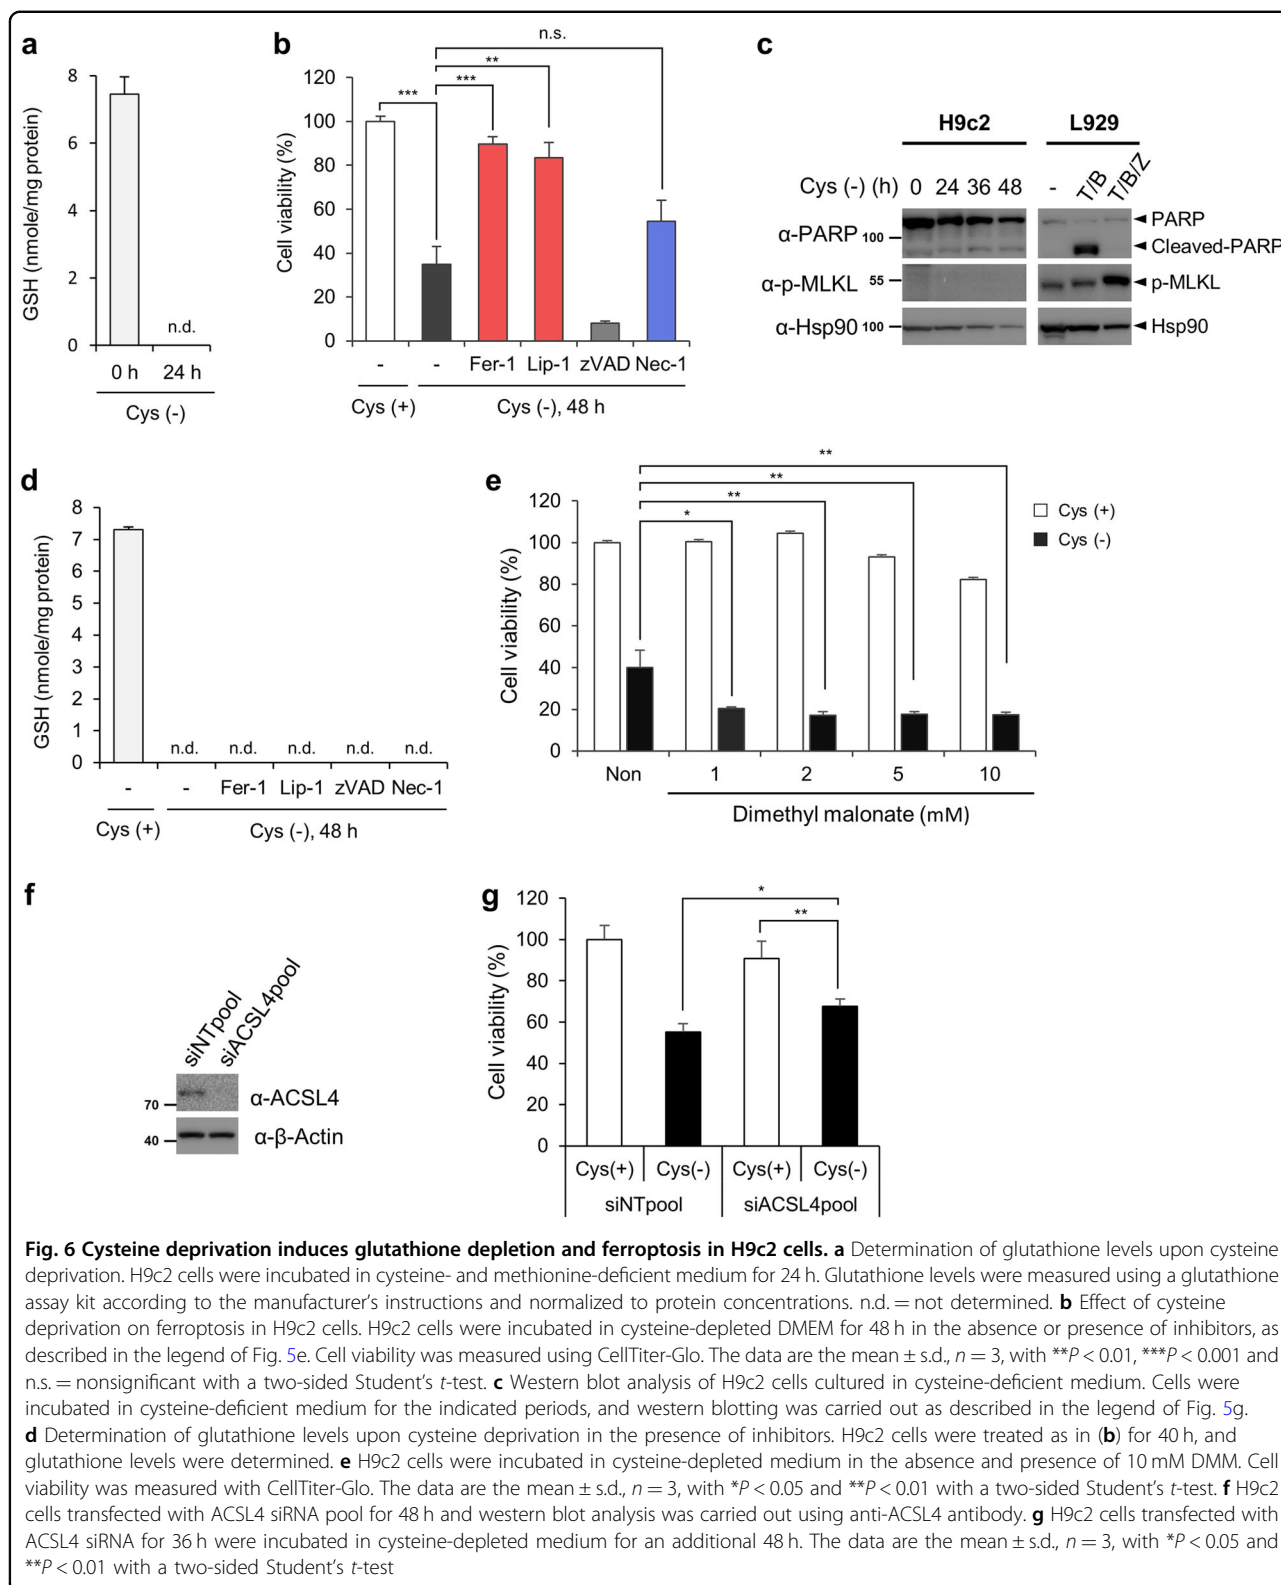 a
GSH (nmole/mg protein)
8
6
4
2
0
n.d.
0 h
24 h
Cys (-)
b
Cell viability (%)
120
100
80
60
40
20
0
***
***
**
n.s.
-
-
Fer-1
Lip-1
zVAD
Nec-1
Cys (+)
Cys (-), 48 h
c
H9c2
L929
Cys (-) (h)
0
24
36
48
-
T/B
T/B/Z
α-PARP
100
PARP
Cleaved-PARP
α-p-MLKL
55
p-MLKL
α-Hsp90
100
Hsp90
d
GSH (nmole/mg protein)
8
7
6
5
4
3
2
1
0
n.d.
n.d.
n.d.
n.d.
n.d.
-
-
Fer-1
Lip-1
zVAD
Nec-1
Cys (+)
Cys (-), 48 h
e
Cell viability (%)
120
100
80
60
40
20
0
*
**
**
**
Cys (+)
Cys (-)
Non
1
2
5
10
Dimethyl malonate (mM)
f
siNTpool
siACSL4pool
70
α-ACSL4
40
α-β-Actin
g
Cell viability (%)
120
100
80
60
40
20
0
*
**
Cys(+)
Cys(-)
Cys(+)
Cys(-)
siNTpool
siACSL4pool
Fig. 6 Cysteine deprivation induces glutathione depletion and ferroptosis in H9c2 cells. a Determination of glutathione levels upon cysteine
deprivation. H9c2 cells were incubated in cysteine- and methionine-deficient medium for 24 h. Glutathione levels were measured using a glutathione
assay kit according to the manufacturer's instructions and normalized to protein concentrations. n.d. = not determined. b Effect of cysteine
deprivation on ferroptosis in H9c2 cells. H9c2 cells were incubated in cysteine-depleted DMEM for 48 h in the absence or presence of inhibitors, as
described in the legend of Fig. 5e. Cell viability was measured using CellTiter-Glo. The data are the mean ± s.d., n = 3, with **P < 0.01, ***P < 0.001 and
n.s. = nonsignificant with a two-sided Student's t-test. c Western blot analysis of H9c2 cells cultured in cysteine-deficient medium. Cells were
incubated in cysteine-deficient medium for the indicated periods, and western blotting was carried out as described in the legend of Fig. 5g.
d Determination of glutathione levels upon cysteine deprivation in the presence of inhibitors. H9c2 cells were treated as in (b) for 40 h, and
glutathione levels were determined. e H9c2 cells were incubated in cysteine-depleted medium in the absence and presence of 10 mM DMM. Cell
viability was measured with CellTiter-Glo. The data are the mean ± s.d., n = 3, with *P < 0.05 and **P < 0.01 with a two-sided Student's t-test. f H9c2
cells transfected with ACSL4 siRNA pool for 48 h and western blot analysis was carried out using anti-ACSL4 antibody. g H9c2 cells transfected with
ACSL4 siRNA for 36 h were incubated in cysteine-depleted medium for an additional 48 h. The data are the mean ± s.d., n = 3, with *P < 0.05 and
**P < 0.01 with a two-sided Student's t-test